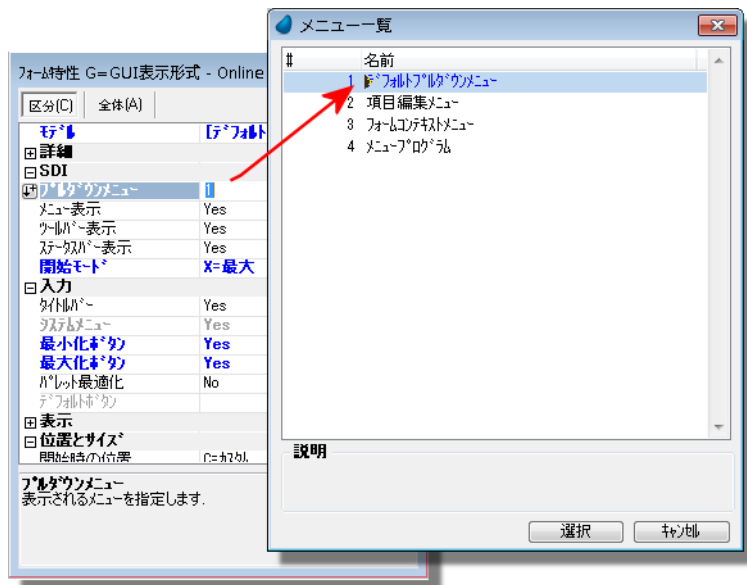 メニュー一覧
# 名前
1 ﾃﾞﾌｫﾙﾄﾌﾟﾙﾀﾞｳﾝﾒﾆｭｰ
2 項目編集ﾒﾆｭｰ
3 ﾌｫｰﾑｺﾝﾃｷｽﾄﾒﾆｭｰ
4 ﾒﾆｭｰﾌﾟﾛｸﾞﾗﾑ
説明
選択 ｷｬﾝｾﾙ
ﾌｫｰﾑ特性 G=GUI表示形式 - Online
区分(C) 全体(A)
ﾓﾃﾞﾙ [ﾃﾞﾌｫﾙﾄ
詳細
SDI
ﾌﾟﾙﾀﾞｳﾝﾒﾆｭｰ 1
ﾒﾆｭｰ表示 Yes
ﾂｰﾙﾊﾞｰ表示 Yes
ｽﾃｰﾀｽﾊﾞｰ表示 Yes
開始ﾓｰﾄﾞ X=最大
入力
ﾀｲﾄﾙﾊﾞｰ Yes
ｼｽﾃﾑﾒﾆｭｰ Yes
最小化ﾎﾞﾀﾝ Yes
最大化ﾎﾞﾀﾝ Yes
ﾊﾟﾚｯﾄ最適化 No
ﾃﾞﾌｫﾙﾄﾎﾞﾀﾝ
表示
位置とｻｲｽﾞ
開始時の位置 C=ｶｽﾀﾑ
ﾌﾟﾙﾀﾞｳﾝﾒﾆｭｰ
表示されるﾒﾆｭｰを指定します.